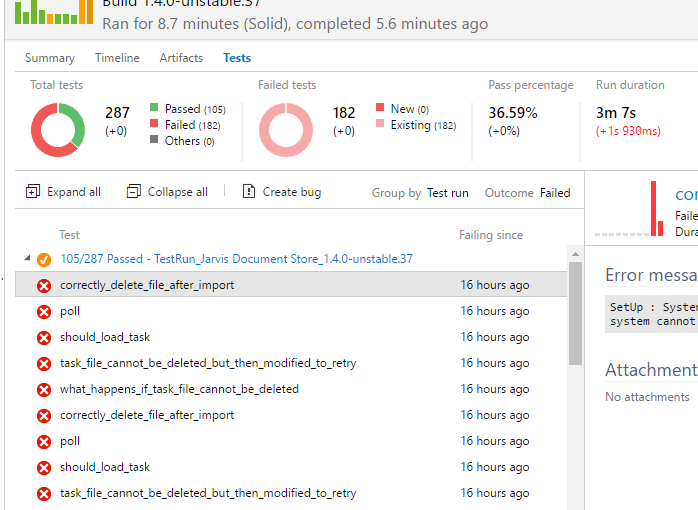 Build 1.4.0-unstable.37
Ran for 8.7 minutes (Solid), completed 5.6 minutes ago
Summary Timeline Artifacts Tests
Total tests Failed tests Pass percentage Run duration
287 (+0) Passed (105) Failed (182) Others (0)
182 (+0) New (0) Existing (182)
36.59% (+0%)
3m 7s (+1s 930ms)
Expand all Collapse all Create bug Group by Test run Outcome Failed
Test Failing since
105/287 Passed - TestRun_Jarvis Document Store_1.4.0-unstable.37
correctly_delete_file_after_import 16 hours ago
poll 16 hours ago
should_load_task 16 hours ago
task_file_cannot_be_deleted_but_then_modified_to_retry 16 hours ago
what_happens_if_task_file_cannot_be_deleted 16 hours ago
correctly_delete_file_after_import 16 hours ago
poll 16 hours ago
should_load_task 16 hours ago
task_file_cannot_be_deleted_but_then_modified_to_retry 16 hours ago
Faile
Dura
Error messa
SetUp : System
system cannot
Attachment
No attachments